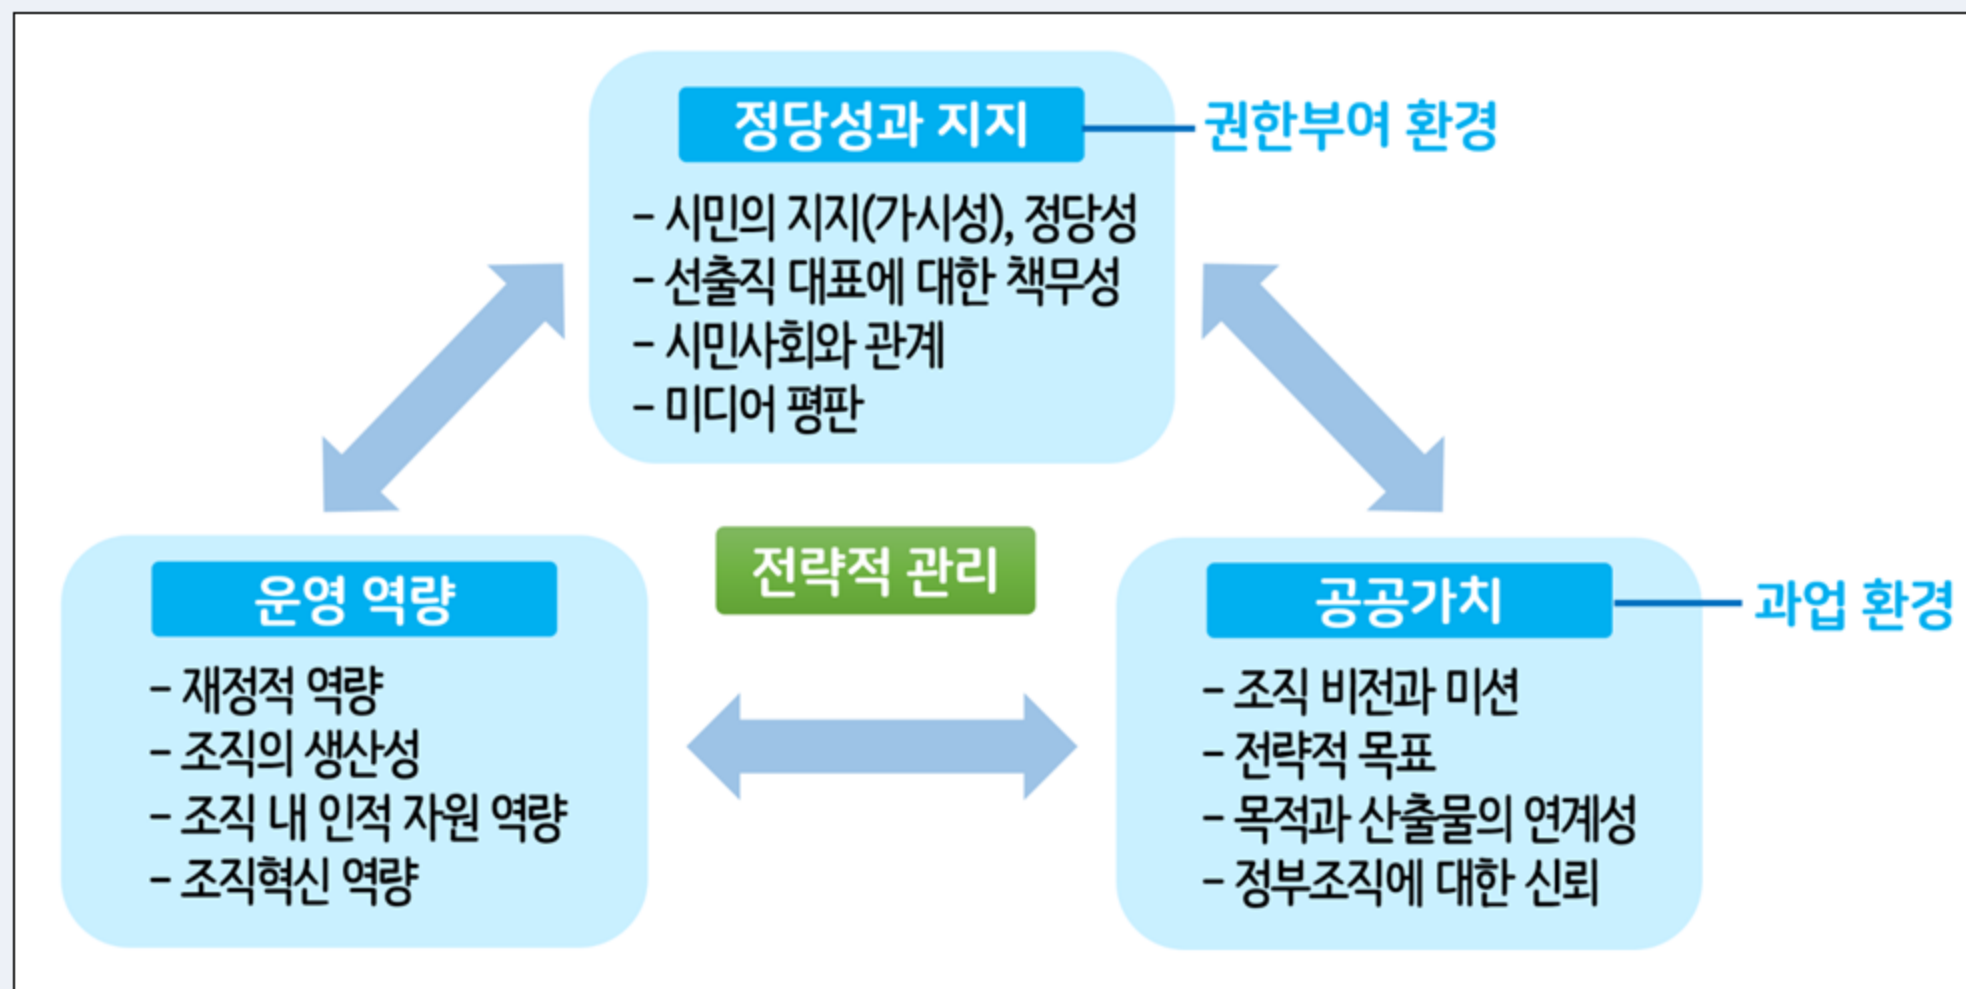 정당성과 지지
권한부여 환경
- 시민의 지지(가시성), 정당성
- 선출직 대표에 대한 책무성
- 시민사회와 관계
- 미디어 평판
전략적 관리
운영 역량
- 재정적 역량
- 조직의 생산성
- 조직 내 인적 자원 역량
- 조직혁신 역량
공공가치
과업 환경
- 조직 비전과 미션
- 전략적 목표
- 목적과 산출물의 연계성
- 정부조직에 대한 신뢰